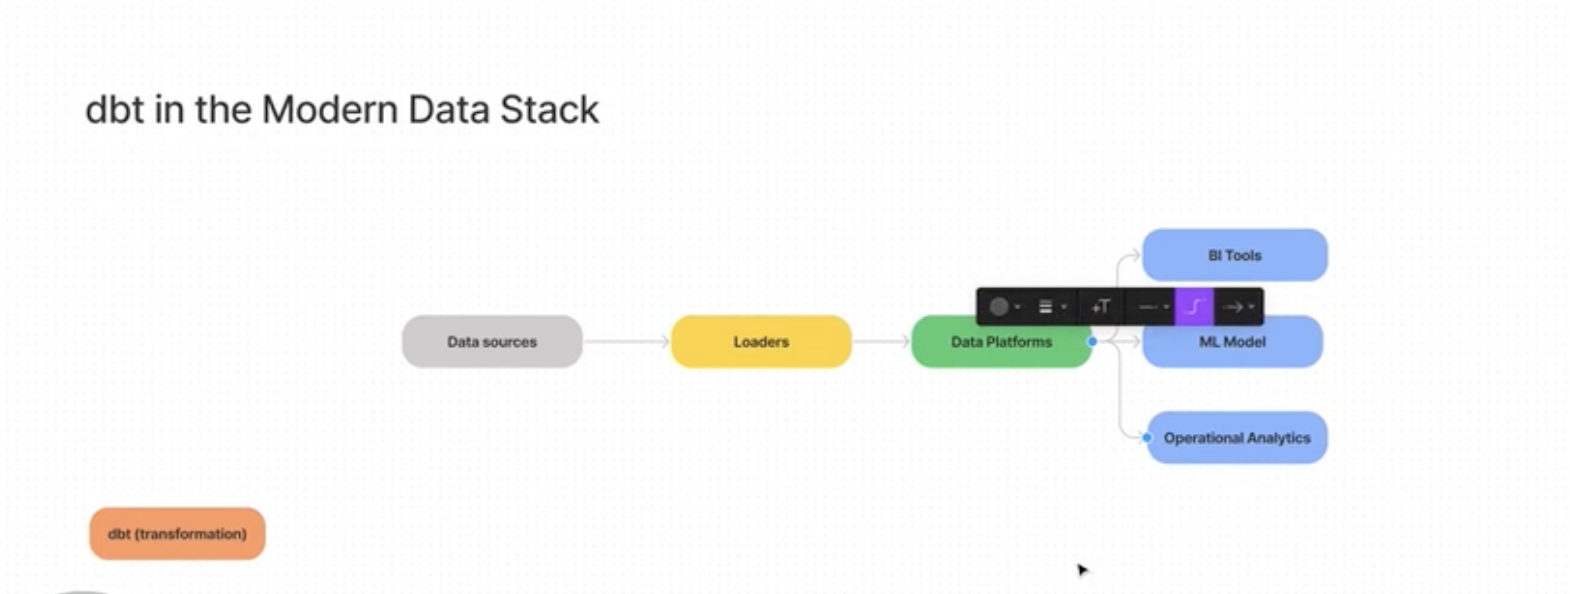 dbt in the Modern Data Stack
BI Tools
+T
Data sources
Loaders
Data Platforms
ML Model
Operational Analytics
dbt (transformation)